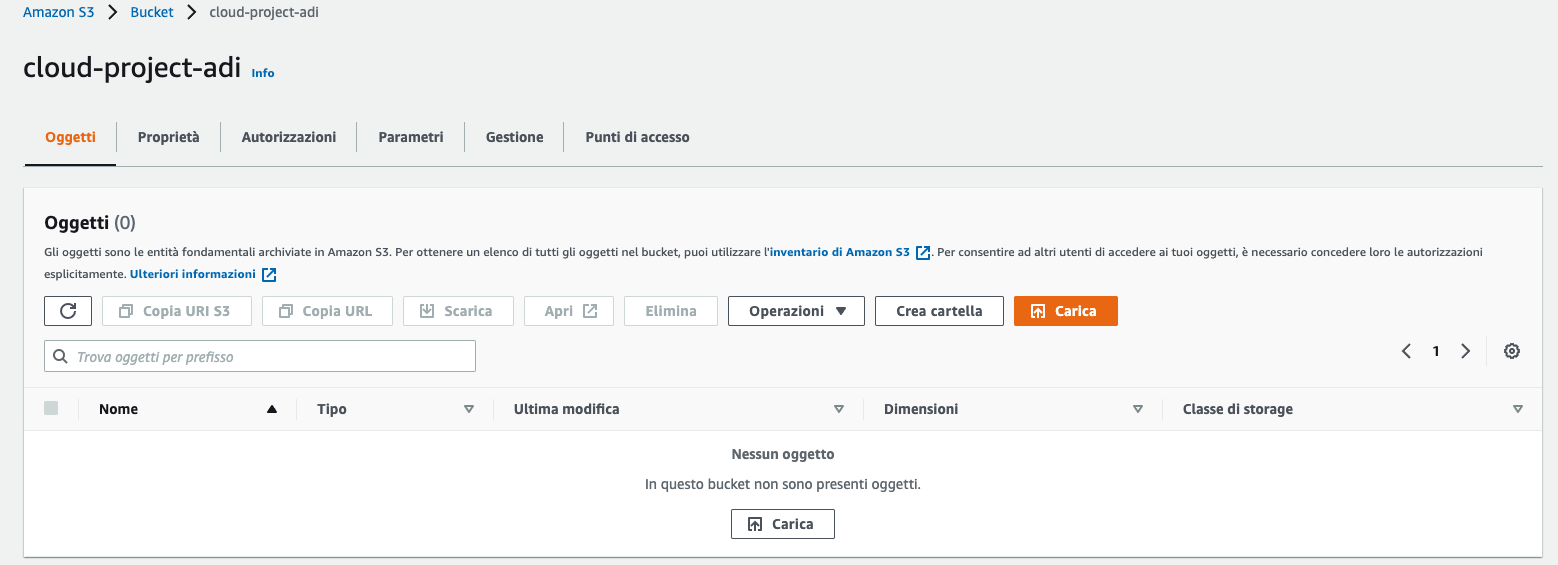 Amazon S3 > Bucket > cloud-project-adi
cloud-project-adi Info
Oggetti Proprietà Autorizzazioni Parametri Gestione Punti di accesso
Oggetti (0)
Gli oggetti sono le entità fondamentali archiviate in Amazon S3. Per ottenere un elenco di tutti gli oggetti nel bucket, puoi utilizzare l'inventario di Amazon S3. Per consentire ad altri utenti di accedere ai tuoi oggetti, è necessario concedere loro le autorizzazioni
esplicitamente. Ulteriori informazioni
Copia URI S3 Copia URL Scarica Apri Elimina Operazioni Crea cartella Carica
Trova oggetti per prefisso 1
Nome Tipo Ultima modifica Dimensioni Classe di storage
Nessun oggetto
In questo bucket non sono presenti oggetti.
Carica